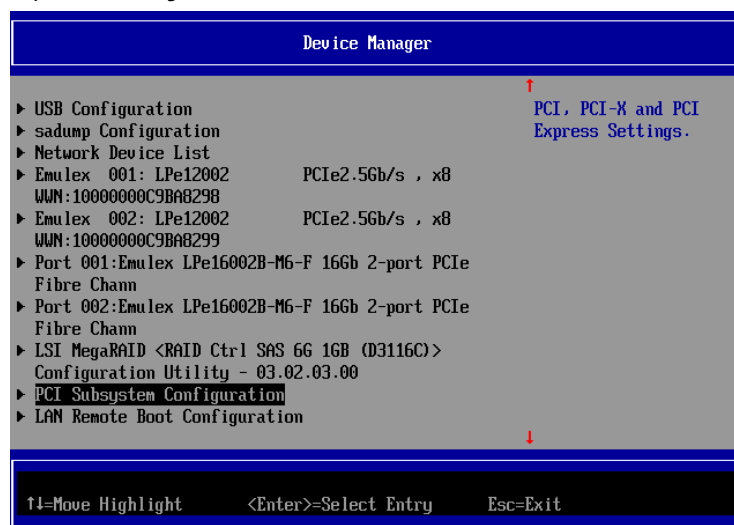 Device Manager
▶ USB Configuration
▶ sadump Configuration
▶ Network Device List
▶ Emulex 001: LPe12002 PCIe2.5Gb/s , x8
WWN:10000000C9BA8298
▶ Emulex 002: LPe12002 PCIe2.5Gb/s , x8
WWN:10000000C9BA8299
▶ Port 001:Emulex LPe16002B-M6-F 16Gb 2-port PCIe
Fibre Chann
▶ Port 002:Emulex LPe16002B-M6-F 16Gb 2-port PCIe
Fibre Chann
▶ LSI MegaRAID <RAID Ctrl SAS 6G 1GB (D3116C)>
Configuration Utility - 03.02.03.00
▶ PCI Subsystem Configuration
▶ LAN Remote Boot Configuration
↑
PCI, PCI-X and PCI
Express Settings.
↓
↑↓=Move Highlight <Enter>=Select Entry Esc=Exit